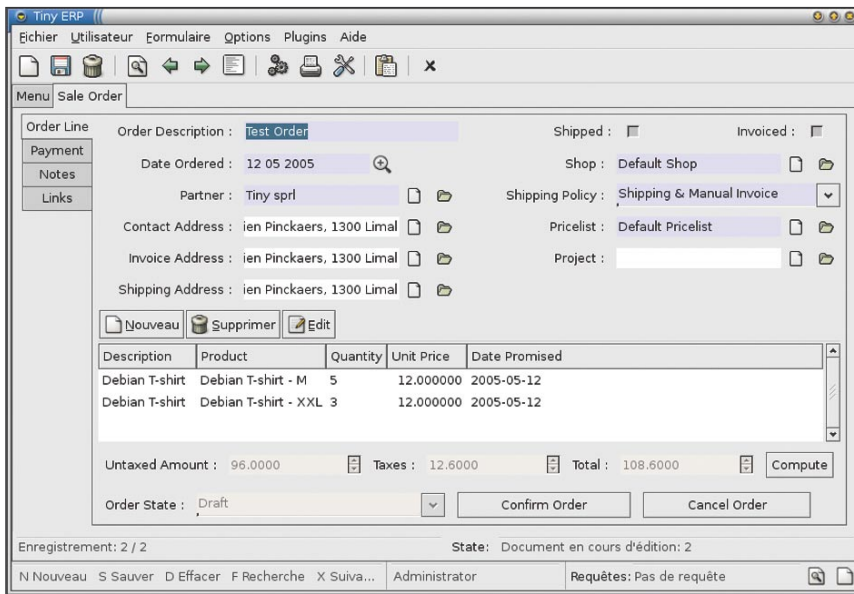 Tiny ERP
Fichier Utilisateur Formulaire Options Plugins Aide
Menu Sale Order
Order Line
Payment
Notes
Links
Order Description : Test Order Shipped : Invoiced :
Date Ordered : 12 05 2005 Shop : Default Shop
Partner : Tiny sprl Shipping Policy : Shipping & Manual Invoice
Contact Address : ien Pinckaers, 1300 Limal Pricelist : Default Pricelist
Invoice Address : ien Pinckaers, 1300 Limal Project :
Shipping Address : ien Pinckaers, 1300 Limal
Nouveau Supprimer Edit
Description Product Quantity Unit Price Date Promised
Debian T-shirt Debian T-shirt - M 5 12.000000 2005-05-12
Debian T-shirt Debian T-shirt - XXL 3 12.000000 2005-05-12
Untaxed Amount : 96.0000 Taxes : 12.6000 Total : 108.6000 Compute
Order State : Draft Confirm Order Cancel Order
Enregistrement: 2 / 2 State: Document en cours d'édition: 2
N Nouveau S Sauver D Effacer F Recherche X Suiva... Administrator Requêtes: Pas de requête